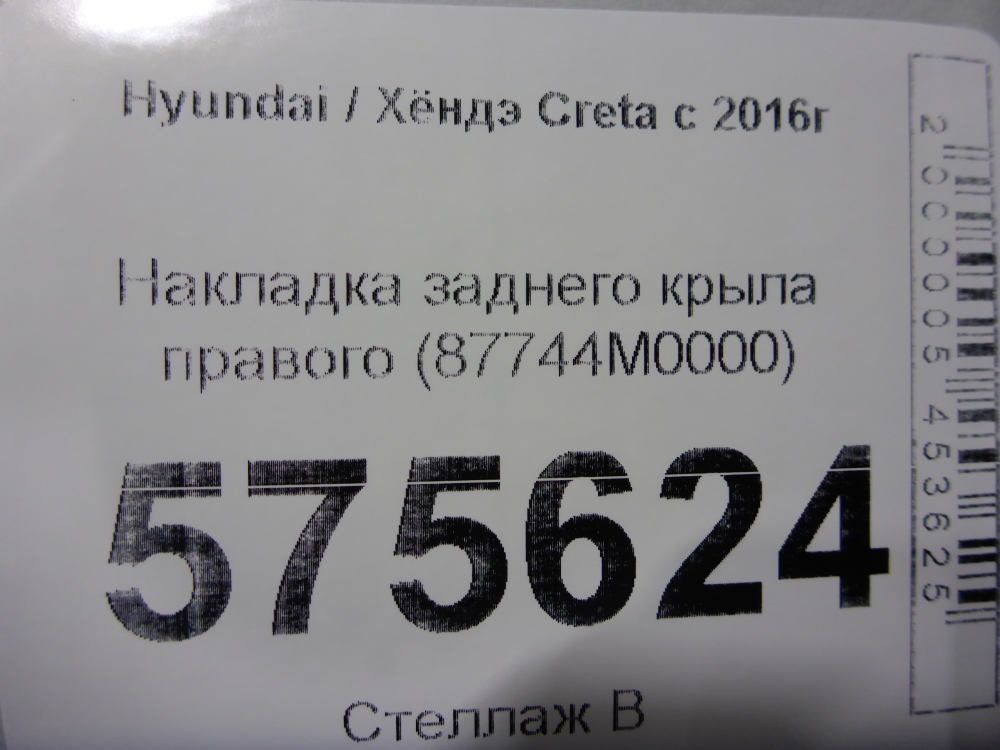 Hyundai / Хёндэ Creta с 2016г
Накладка заднего крыла
правого (87744M0000)
575624
Стеллаж В
2000005453625